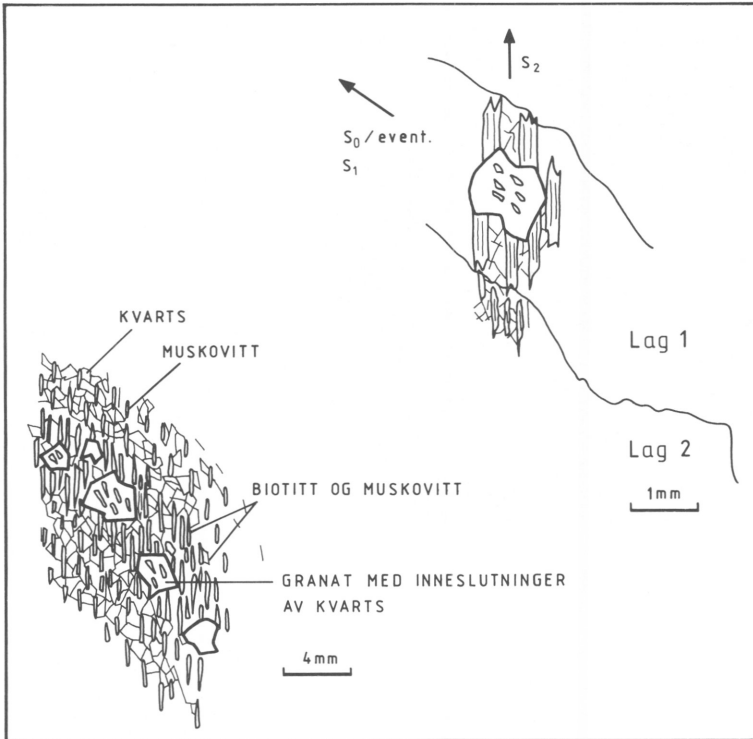 S₂
S₀/event.
S₁
KVARTS
MUSKOVITT
Lag 1
Lag 2
1mm
BIOTITT OG MUSKOVITT
GRANAT MED INNESLUTNINGER
AV KVARTS
4mm